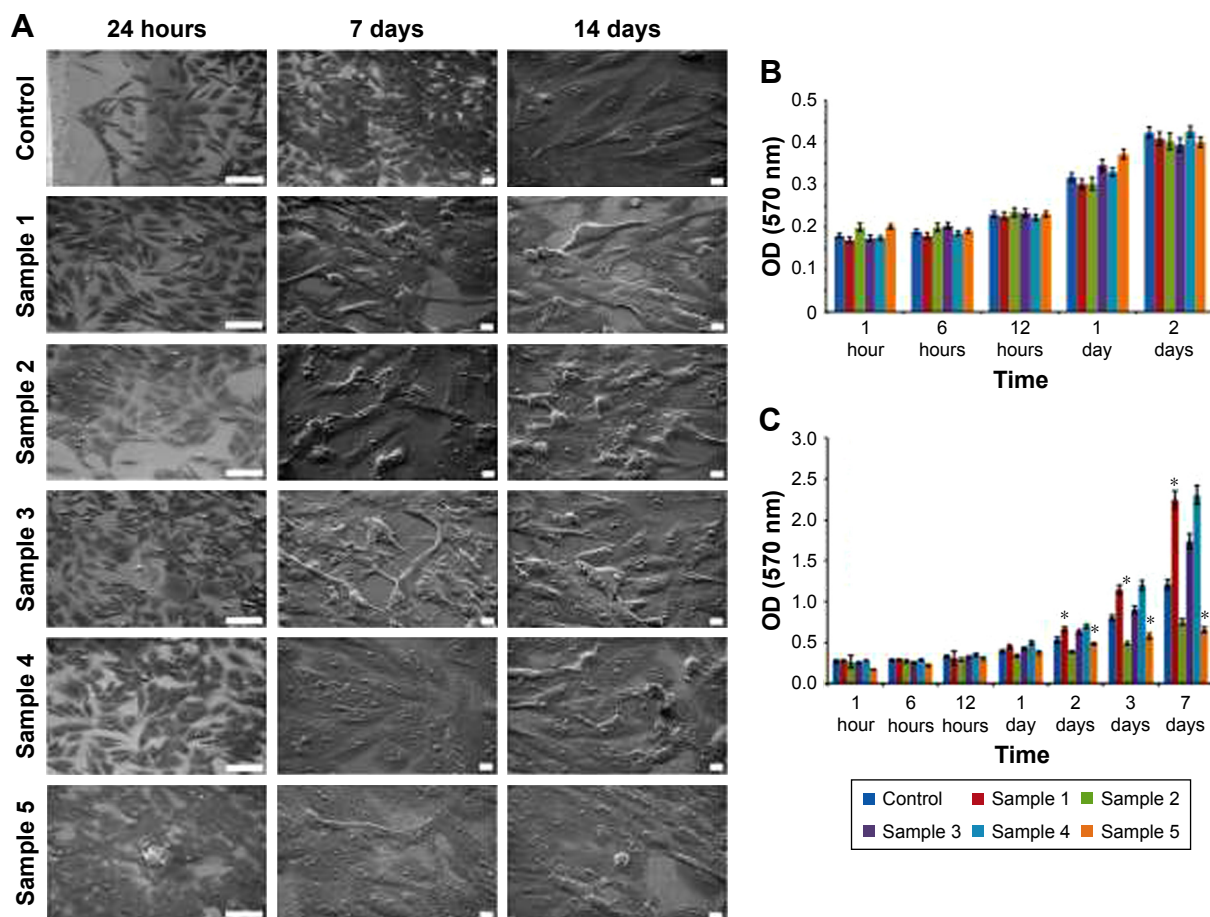 A
24 hours
7 days
14 days
Control
Sample 1
Sample 2
Sample 3
Sample 4
Sample 5
B
OD (570 nm)
0.5
0.4
0.3
0.2
0.1
0
1 hour
6 hours
12 hours
1 day
2 days
Time
C
OD (570 nm)
3.0
2.5
2.0
1.5
1.0
0.5
0.0
*
*
*
*
*
*
1 hour
6 hours
12 hours
1 day
2 days
3 days
7 days
Time
Control
Sample 1
Sample 2
Sample 3
Sample 4
Sample 5